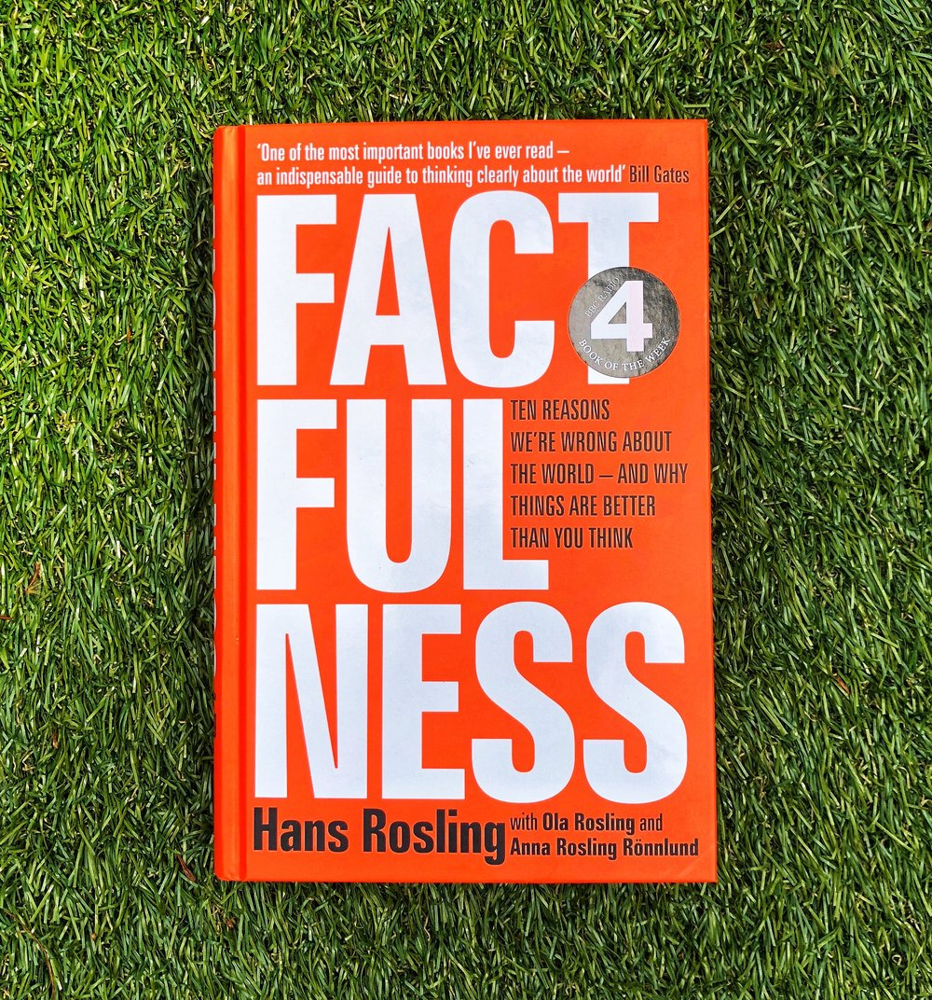 ‘One of the most important books I’ve ever read –
an indispensable guide to thinking clearly about the world’ Bill Gates
FACT
BBC RADIO
4
BOOK OF THE WEEK
FUL
TEN REASONS
WE’RE WRONG ABOUT
THE WORLD – AND WHY
THINGS ARE BETTER
THAN YOU THINK
NESS
Hans Rosling with Ola Rosling and
Anna Rosling Rönnlund